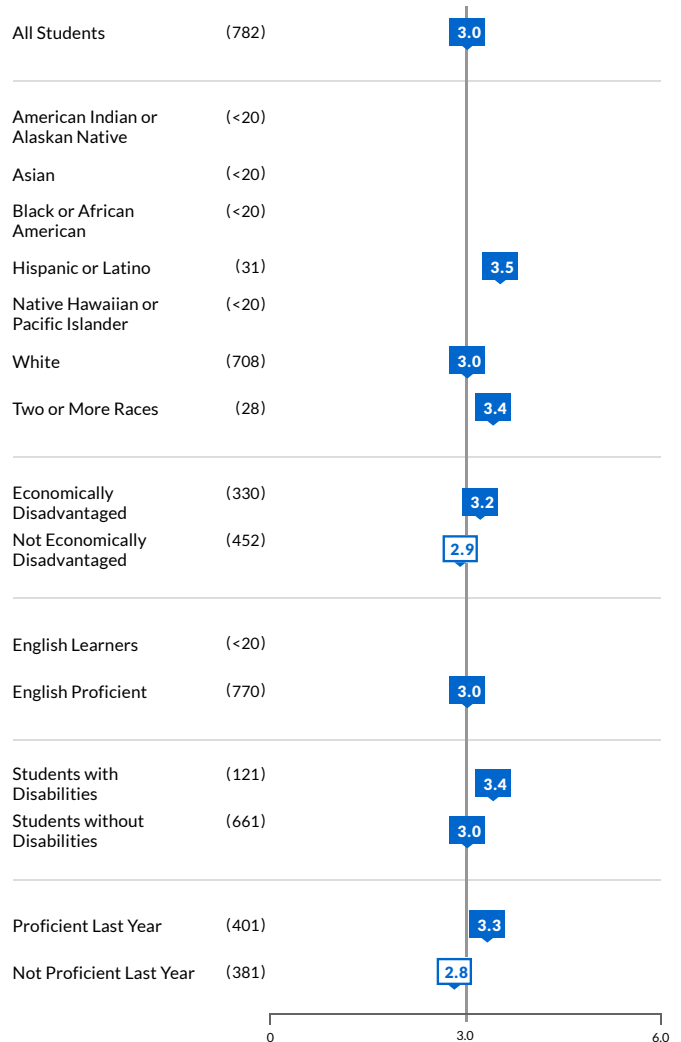 All Students (782) 3.0
American Indian or (<20)
Alaskan Native
Asian (<20)
Black or African (<20)
American
Hispanic or Latino (31) 3.5
Native Hawaiian or (<20)
Pacific Islander
White (708) 3.0
Two or More Races (28) 3.4
Economically (330) 3.2
Disadvantaged
Not Economically (452) 2.9
Disadvantaged
English Learners (<20)
English Proficient (770) 3.0
Students with (121) 3.4
Disabilities
Students without (661) 3.0
Disabilities
Proficient Last Year (401) 3.3
Not Proficient Last Year (381) 2.8
0 3.0 6.0